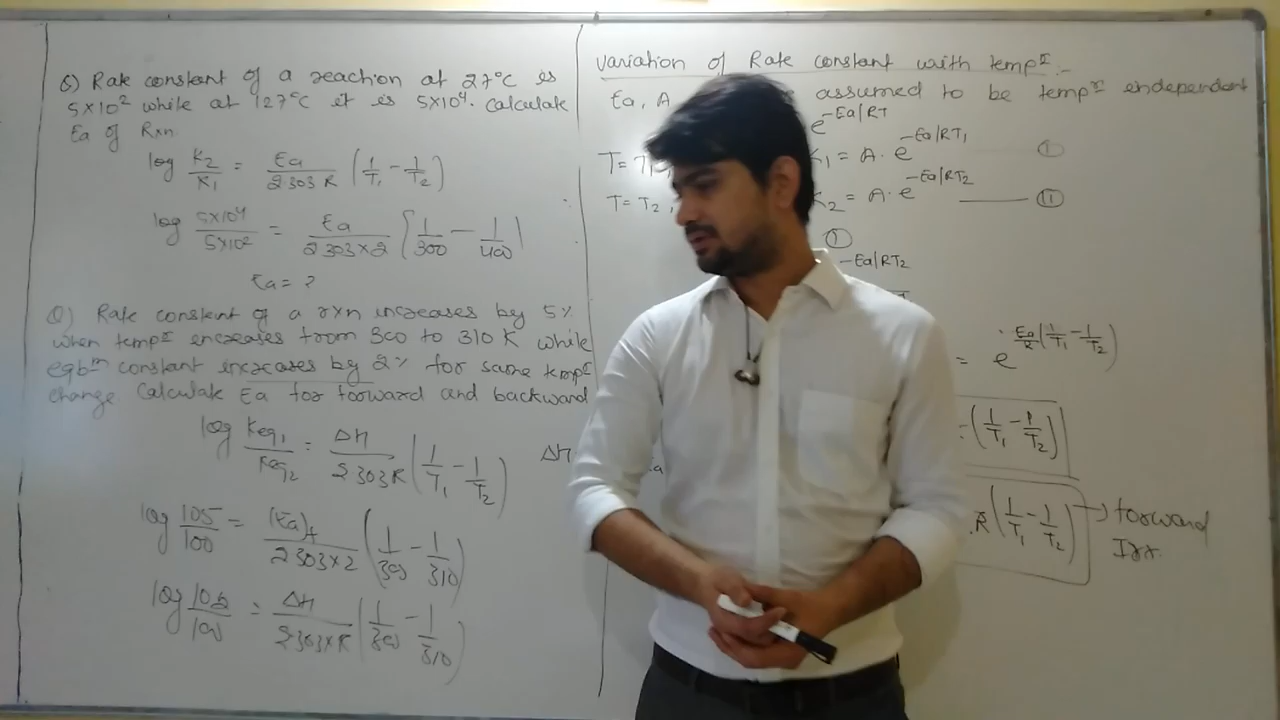 Q) Rate constant of a reaction at 27°C is
5×10² while at 127°C it is 5×10⁴. Calculate
Ea of Rxn
log K₂/K₁ = Ea/2.303R (1/T₁ - 1/T₂)
log 5×10⁴/5×10² = Ea/2.303×2 [1/300 - 1/400]
Ea = ?
Q) Rate constant of a rxn increases by 5%
when tempr encreases from 300 to 310 K while
eqbm constant increases by 2% for same tempr
change Calculate Ea for forward and backward
log Keq₁/Keq₂ = ΔH/2.303R (1/T₁ - 1/T₂)
ΔH
log 105/100 = (Ea)f/2.303×2 (1/300 - 1/310)
log 102/100 = ΔH/2.303×R (1/300 - 1/310)
variation of Rate constant with tempr :-
Ea, A assumed to be tempr endependent
e^-Ea/RT
T = T₁, K₁ = A·e^-Ea/RT₁ (I)
T = T₂, K₂ = A·e^-Ea/RT₂ — (II)
(I)
-Ea/RT₂
= e^Ea/R(1/T₁ - 1/T₂)
(1/T₁ - 1/T₂)]
R (1/T₁ - 1/T₂) → forward
Irr.